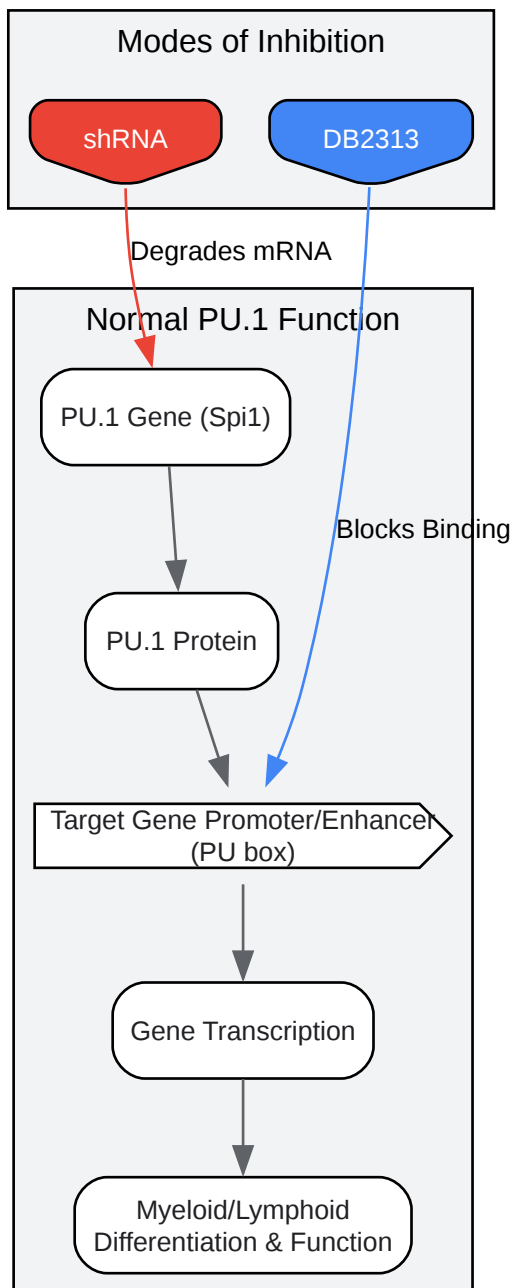 Modes of Inhibition
shRNA
DB2313
Degrades mRNA
Normal PU.1 Function
PU.1 Gene (Spi1)
Blocks Binding
PU.1 Protein
Target Gene Promoter/Enhancer
(PU box)
Gene Transcription
Myeloid/Lymphoid
Differentiation & Function